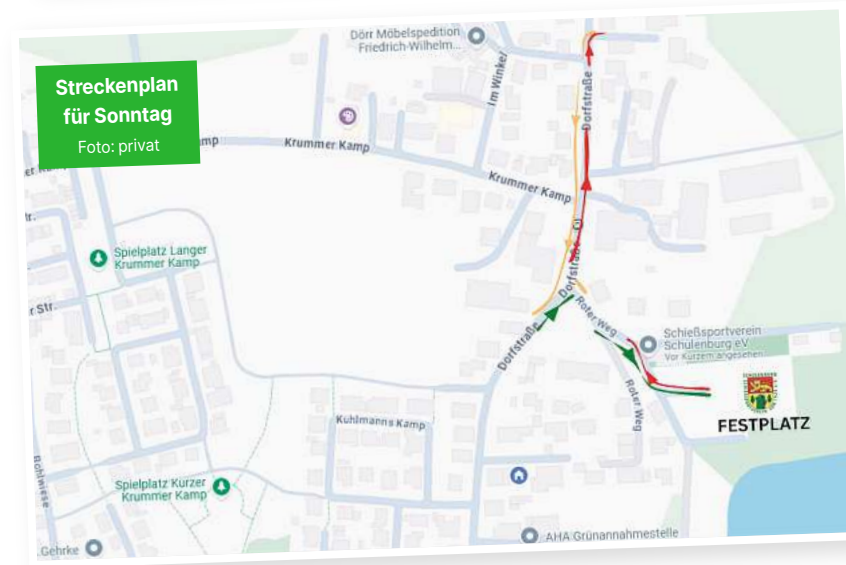 Streckenplan
für Sonntag
Foto: privat
Dörr Möbelspedition
Friedrich-Wilhelm...
Im Winkel
Dorfstraße
Krummer Kamp
Krummer Kamp
Spielplatz Langer
Krummer Kamp
r Str.
Dorfstraße
Dorfstraße
Roter Weg
Schießsportverein
Schulenburg eV
Vor Kurzem angesehen
Roter Weg
FESTPLATZ
Kuhlmanns Kamp
Spielplatz Kurzer
Krummer Kamp
Bohlwiese
AHA Grünannahmestelle
Gehrke